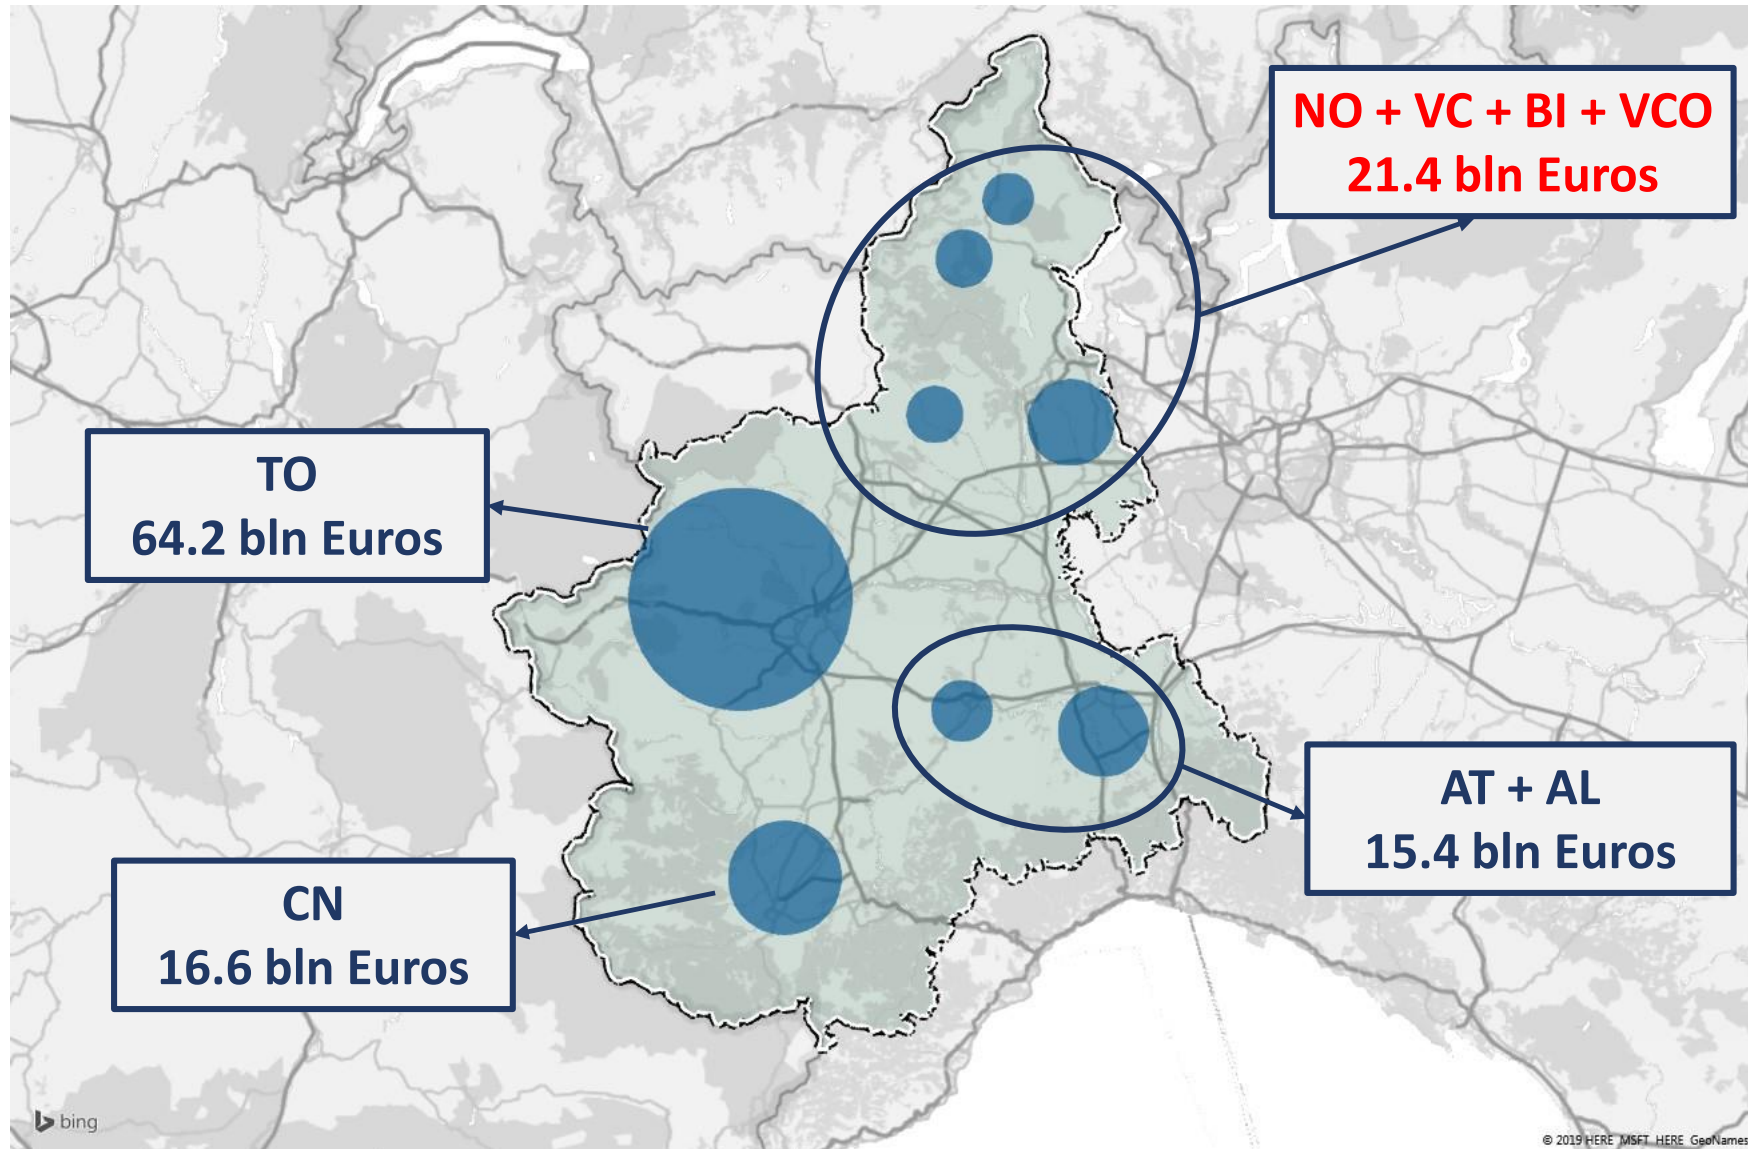 NO + VC + BI + VCO
21.4 bln Euros
TO
64.2 bln Euros
AT + AL
15.4 bln Euros
CN
16.6 bln Euros
bing
© 2019 HERE MSFT HERE GeoNames